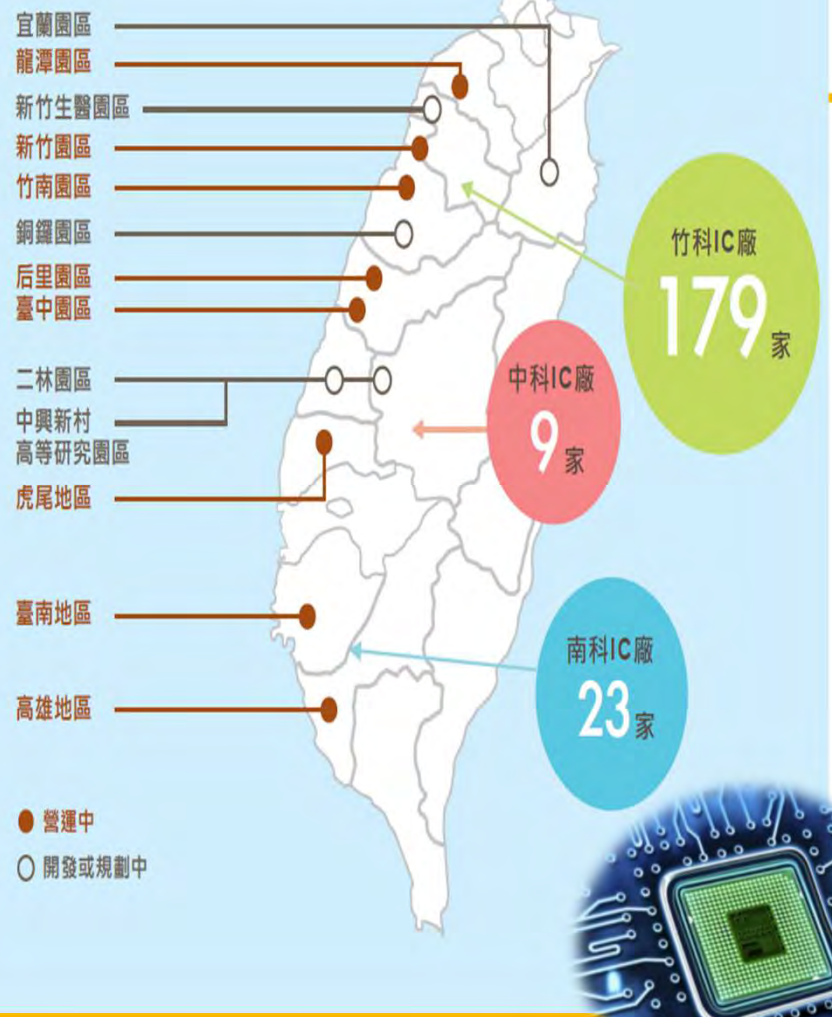 宜蘭園區
龍潭園區
新竹生醫園區
新竹園區
竹南園區
銅鑼園區
后里園區
臺中園區
二林園區
中興新村
高等研究園區
虎尾地區
臺南地區
高雄地區
營運中
開發或規劃中
竹科IC廠
179家
中科IC廠
9家
南科IC廠
23家